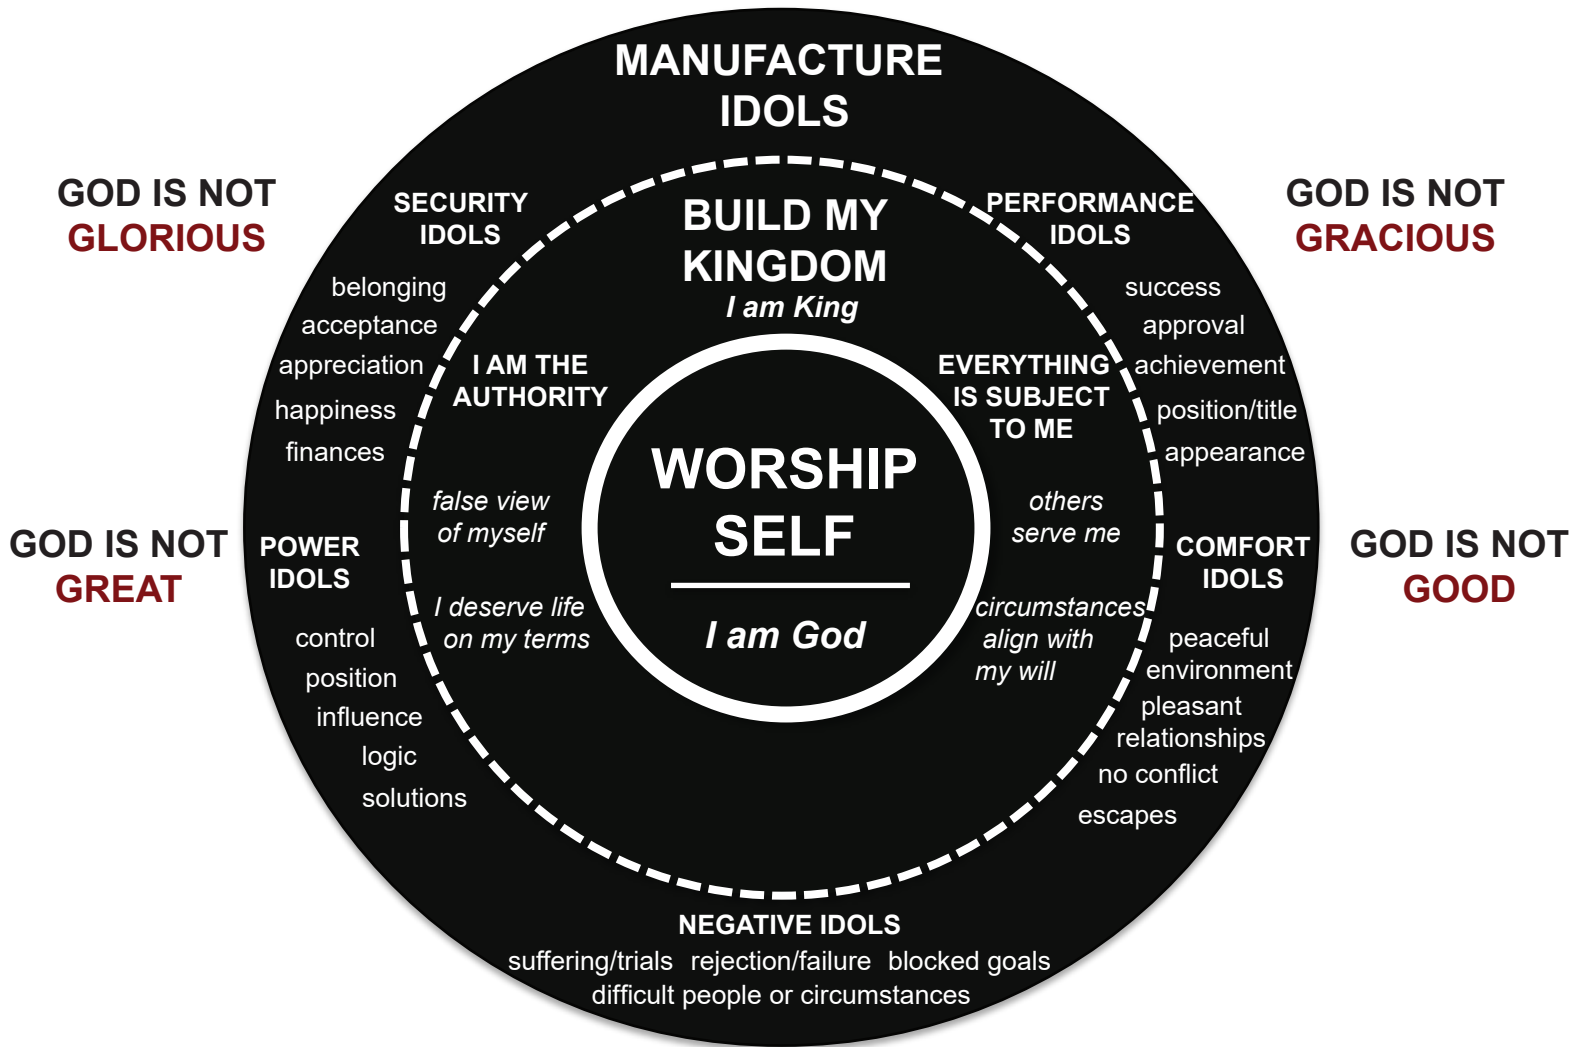 MANUFACTURE
IDOLS
GOD IS NOT
GLORIOUS
SECURITY
IDOLS
belonging
acceptance
appreciation
happiness
finances
BUILD MY
KINGDOM
I am King
PERFORMANCE
IDOLS
success
approval
achievement
position/title
appearance
GOD IS NOT
GRACIOUS
I AM THE
AUTHORITY
false view
of myself
I deserve life
on my terms
EVERYTHING
IS SUBJECT
TO ME
others
serve me
circumstances
align with
my will
WORSHIP
SELF
I am God
GOD IS NOT
GREAT
POWER
IDOLS
control
position
influence
logic
solutions
COMFORT
IDOLS
peaceful
environment
pleasant
relationships
no conflict
escapes
GOD IS NOT
GOOD
NEGATIVE IDOLS
suffering/trials rejection/failure blocked goals
difficult people or circumstances